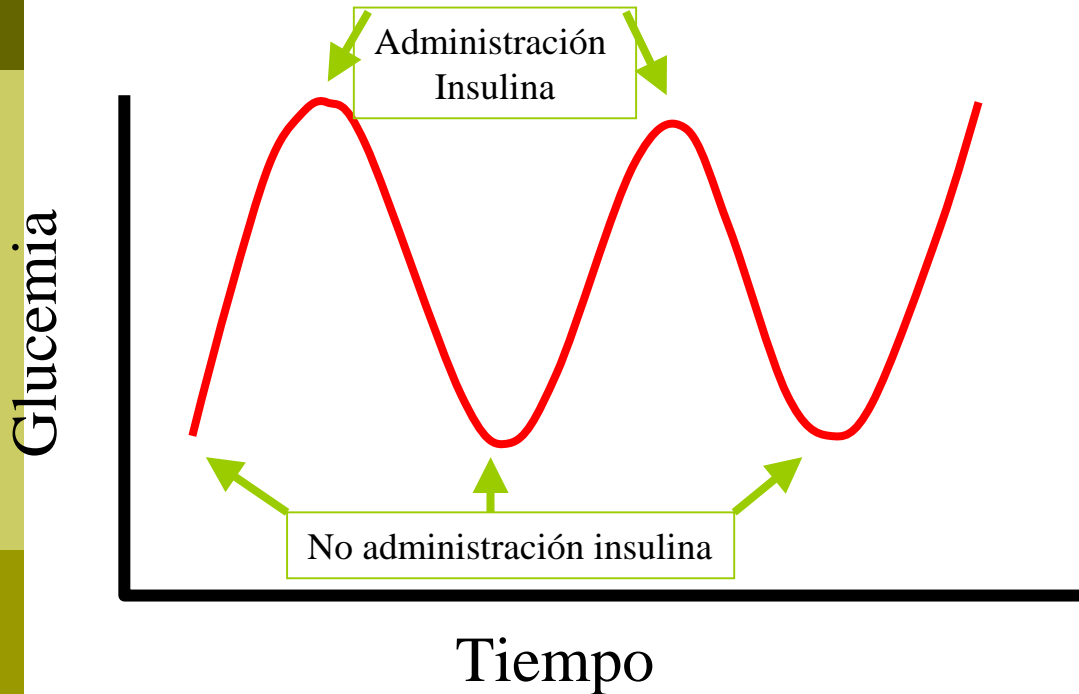 Administración
Insulina
Glucemia
No administración insulina
Tiempo